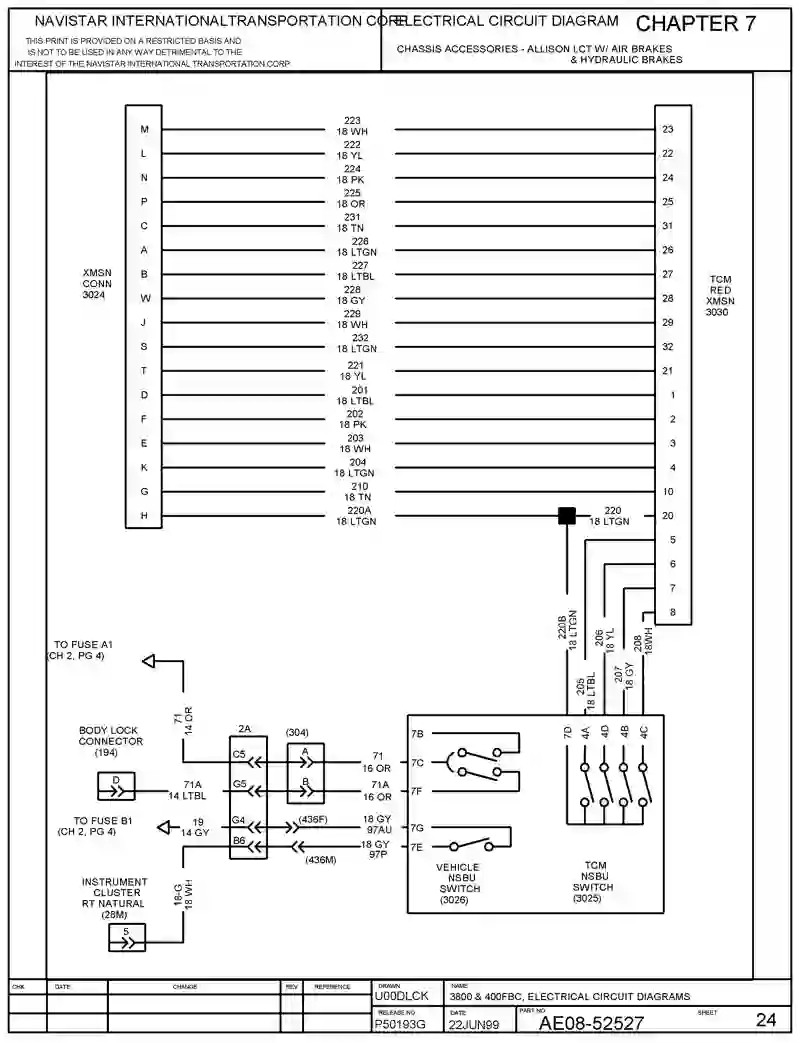 NAVISTAR INTERNATIONALTRANSPORTATION CORP
ELECTRICAL CIRCUIT DIAGRAM
CHAPTER 7
THIS PRINT IS PROVIDED ON A RESTRICTED BASIS AND
IS NOT TO BE USED IN ANY WAY DETRIMENTAL TO THE
INTEREST OF THE NAVISTAR INTERNATIONAL TRANSPORTATION CORP
CHASSIS ACCESSORIES - ALLISON LCT W/ AIR BRAKES
& HYDRAULIC BRAKES
M
223
18 WH
23
L
222
18 YL
22
N
224
18 PK
24
P
225
18 OR
25
C
231
18 TN
31
A
226
18 LTGN
26
B
227
18 LTBL
27
W
228
18 GY
28
J
229
18 WH
29
S
232
18 LTGN
32
T
221
18 YL
21
D
201
18 LTBL
1
F
202
18 PK
2
E
203
18 WH
3
K
204
18 LTGN
4
G
210
18 TN
10
H
220A
18 LTGN
220
18 LTGN
20
5
6
7
8
XMSN
CONN
3024
TCM
RED
XMSN
3030
220B
18 LTGN
205
18 LTBL
206
18 YL
207
18 GY
208
18WH
TO FUSE A1
(CH 2, PG 4)
71
14 OR
BODY LOCK
CONNECTOR
(194)
D
71A
14 LTBL
TO FUSE B1
(CH 2, PG 4)
19
14 GY
INSTRUMENT
CLUSTER
RT NATURAL
(28M)
S
18-G
18 WH
2A
C5
G5
G4
B6
(304)
A
B
(436F)
(436M)
71
16 OR
71A
16 OR
18 GY
97AU
18 GY
97P
7B
7C
7F
7G
7E
7D
4A
4D
4B
4C
VEHICLE
NSBU
SWITCH
(3026)
TCM
NSBU
SWITCH
(3025)
CHK
DATE
CHANGE
REV
REFERENCE
DRAWN
U00DLCK
NAME
3800 & 400FBC, ELECTRICAL CIRCUIT DIAGRAMS
RELEASE NO
P50193G
DATE
22JUN99
PART NO
AE08-52527
SHEET
24